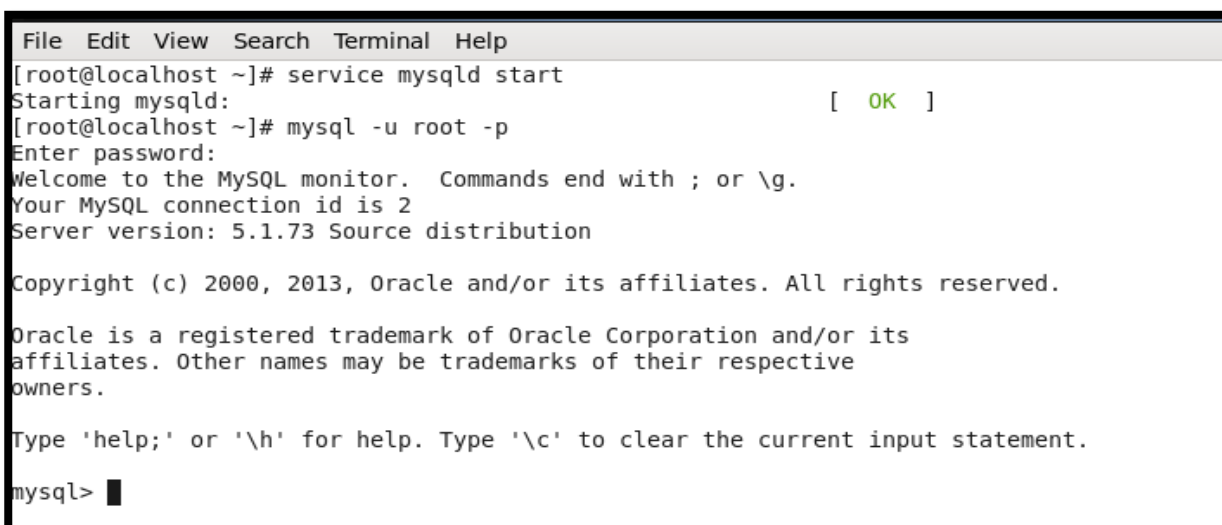 File Edit View Search Terminal Help
[root@localhost ~]# service mysqld start
Starting mysqld: [ OK ]
[root@localhost ~]# mysql -u root -p
Enter password:
Welcome to the MySQL monitor.  Commands end with ; or \g.
Your MySQL connection id is 2
Server version: 5.1.73 Source distribution
Copyright (c) 2000, 2013, Oracle and/or its affiliates. All rights reserved.
Oracle is a registered trademark of Oracle Corporation and/or its
affiliates. Other names may be trademarks of their respective
owners.
Type 'help;' or '\h' for help. Type '\c' to clear the current input statement.
mysql>